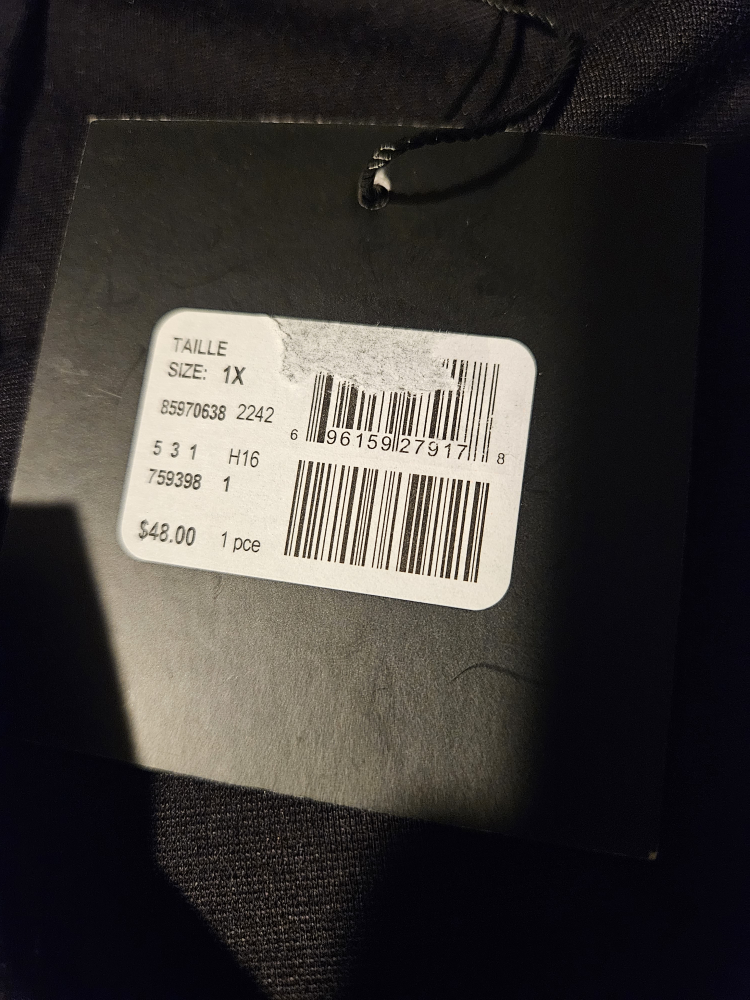 TAILLE
SIZE: 1X
85970638 2242
5 3 1 H16
759398 1
$48.00 1 pce
6 96159 27917 8